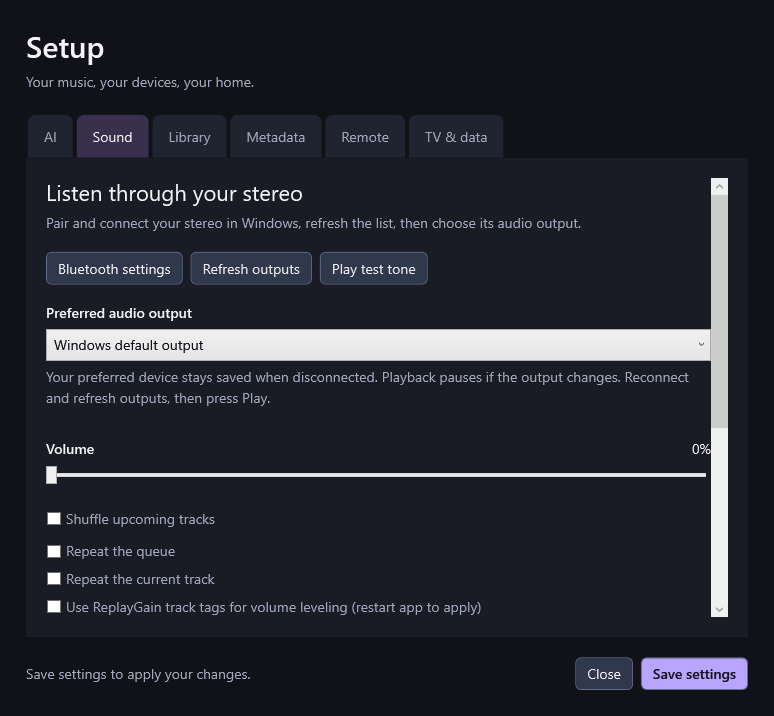 Setup
Your music, your devices, your home.
AI Sound Library Metadata Remote TV & data
Listen through your stereo
Pair and connect your stereo in Windows, refresh the list, then choose its audio output.
Bluetooth settings Refresh outputs Play test tone
Preferred audio output
Windows default output
Your preferred device stays saved when disconnected. Playback pauses if the output changes. Reconnect
and refresh outputs, then press Play.
Volume 0%
Shuffle upcoming tracks
Repeat the queue
Repeat the current track
Use ReplayGain track tags for volume leveling (restart app to apply)
Save settings to apply your changes. Close Save settings